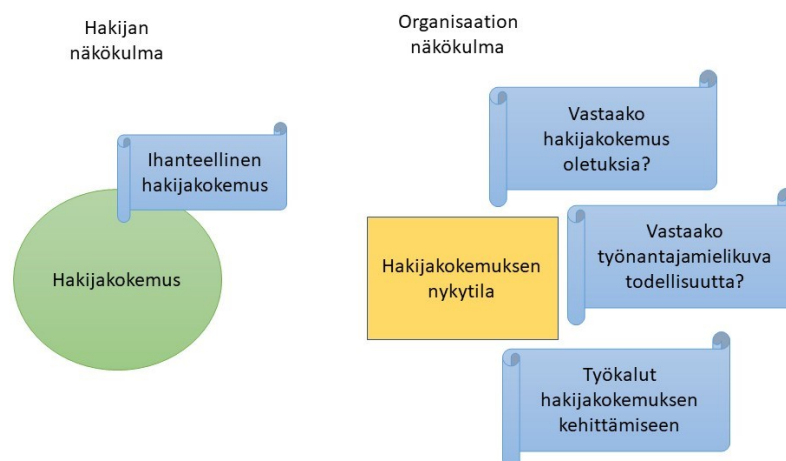 Hakijan
näkökulma
Ihanteellinen
hakijakokemus
Hakijakokemus
Organisaation
näkökulma
Vastaako
hakijakokemus
oletuksia?
Hakijakokemuksen
nykytila
Vastaako
työnantajamielikuva
todellisuutta?
Työkalut
hakijakokemuksen
kehittämiseen